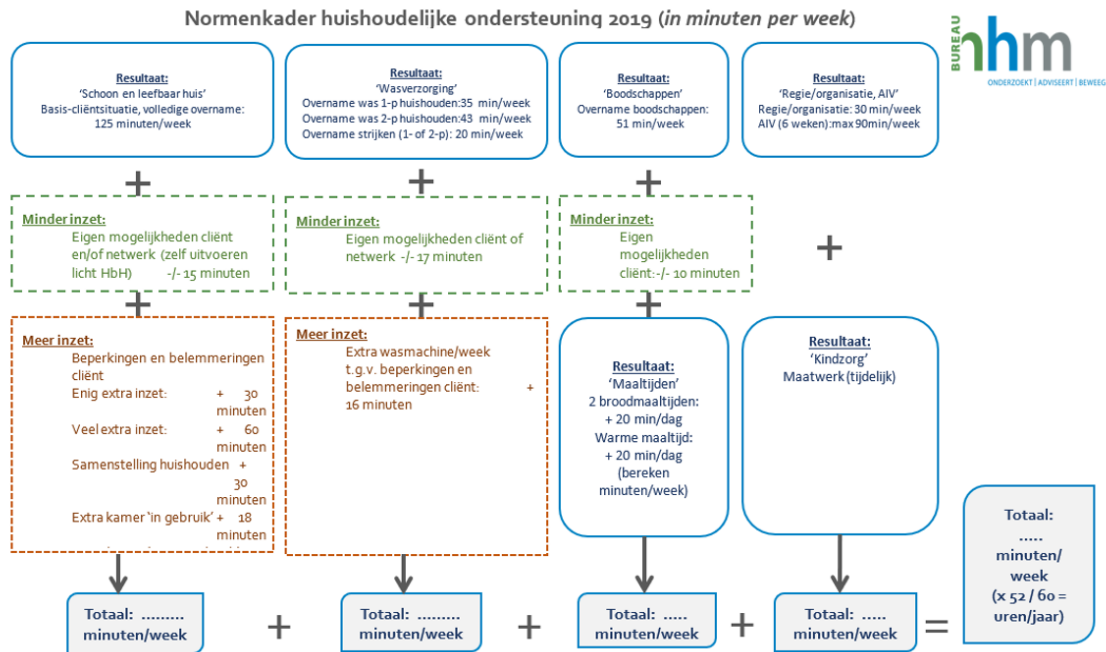 Normenkader huishoudelijke ondersteuning 2019 (in minuten per week)
BUREAU
nhm
ONDERZOEKT | ADVISEERT | BEWEEG
Resultaat:
'Schoon en leefbaar huis'
Basis-cliëntsituatie, volledige overname:
125 minuten/week
Resultaat:
'Wasverzorging'
Overname was 1-p huishouden:35 min/week
Overname was 2-p huishouden:43 min/week
Overname strijken (1- of 2-p): 20 min/week
Resultaat:
'Boodschappen'
Overname boodschappen:
51 min/week
Resultaat:
'Regie/organisatie, AIV'
Regie/organisatie: 30 min/week
AIV (6 weken):max 90min/week
+
+
+
Minder inzet:
Eigen mogelijkheden cliënt
en/of netwerk (zelf uitvoeren
licht HbH) -/- 15 minuten
Minder inzet:
Eigen mogelijkheden cliënt of
netwerk -/- 17 minuten
Minder inzet:
Eigen
mogelijkheden
cliënt:-/- 10 minuten
+
+
+
+
Meer inzet:
Beperkingen en belemmeringen
cliënt
Enig extra inzet: + 30
minuten
Veel extra inzet: + 60
minuten
Samenstelling huishouden +
30
minuten
Extra kamer 'in gebruik' + 18
minuten
Meer inzet:
Extra wasmachine/week
t.g.v. beperkingen en
belemmeringen cliënt: +
16 minuten
Resultaat:
'Maaltijden'
2 broodmaaltijden:
+ 20 min/dag
Warme maaltijd:
+ 20 min/dag
(bereken
minuten/week)
Resultaat:
'Kindzorg'
Maatwerk (tijdelijk)
Totaal: .........
minuten/week
+
Totaal: .........
minuten/week
+
Totaal: .....
minuten/week
+
Totaal: .....
minuten/week
=
Totaal:
.....
minuten/
week
(x 52 / 60 =
uren/jaar)